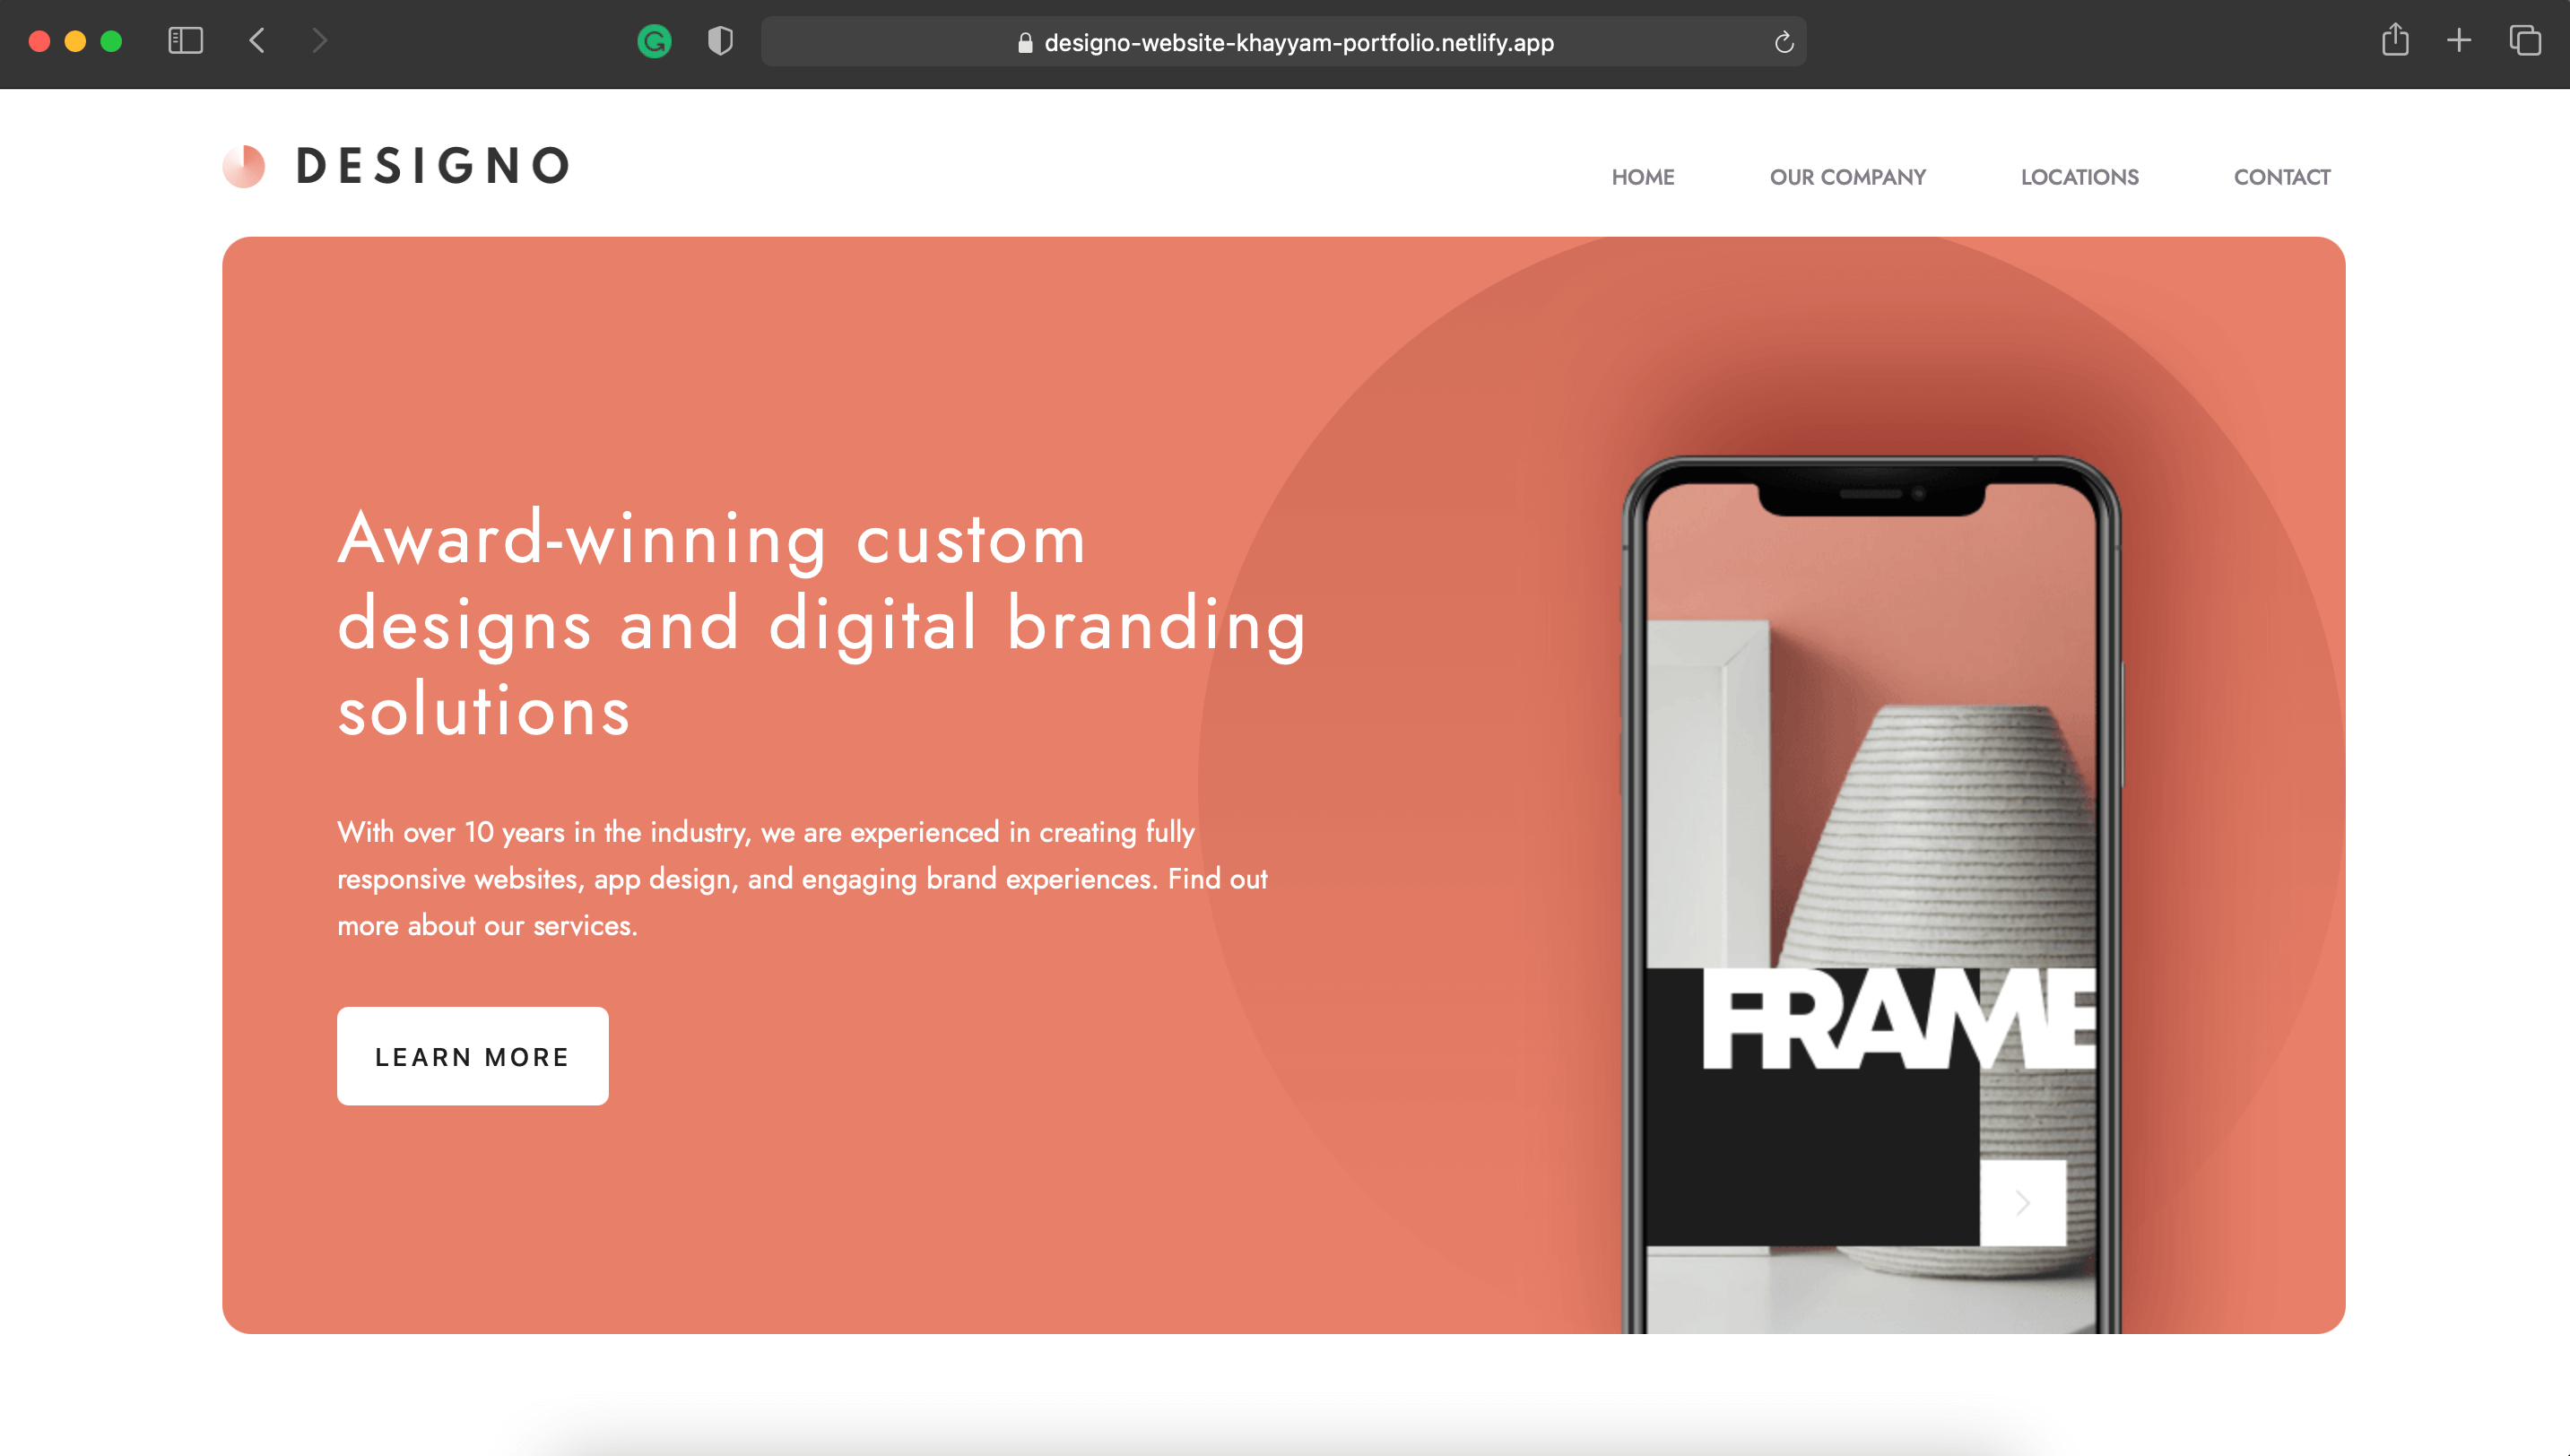 designo-website-khayyam-portfolio.netlify.app
DESIGNO
HOME OUR COMPANY LOCATIONS CONTACT
Award-winning custom
designs and digital branding
solutions
With over 10 years in the industry, we are experienced in creating fully
responsive websites, app design, and engaging brand experiences. Find out
more about our services.
LEARN MORE
FRAME